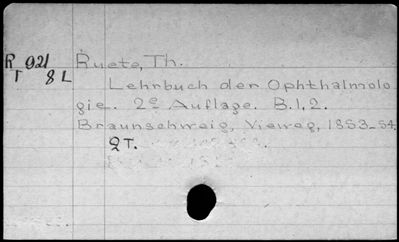 R 921 Ruete, Th.
T 8 L
Lehrbuch der Ophthalmolo
gie. 2e Auflage. B.1,2.
Braunschweig, Vieweg, 1853-54.
2T.